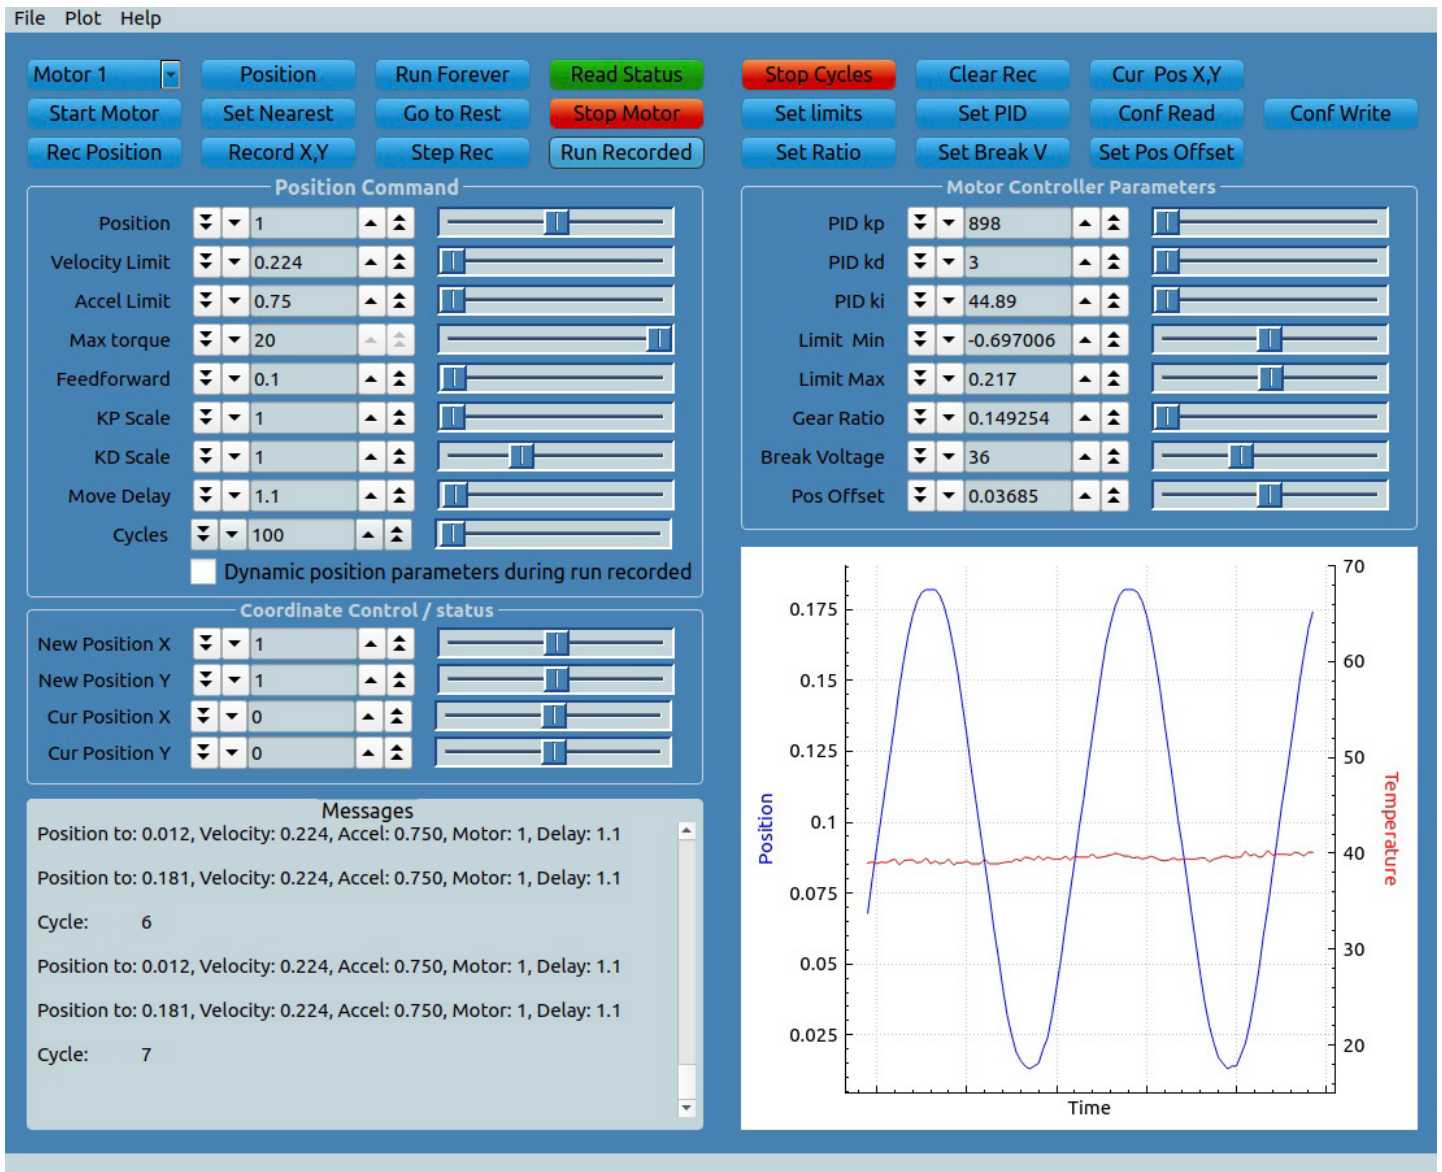 File Plot Help
Motor 1 Position Run Forever Read Status Stop Cycles Clear Rec Cur Pos X,Y
Start Motor Set Nearest Go to Rest Stop Motor Set limits Set PID Conf Read Conf Write
Rec Position Record X,Y Step Rec Run Recorded Set Ratio Set Break V Set Pos Offset
Position Command
Position 1
Velocity Limit 0.224
Accel Limit 0.75
Max torque 20
Feedforward 0.1
KP Scale 1
KD Scale 1
Move Delay 1.1
Cycles 100
Dynamic position parameters during run recorded
Coordinate Control / status
New Position X 1
New Position Y 1
Cur Position X 0
Cur Position Y 0
Messages
Position to: 0.012, Velocity: 0.224, Accel: 0.750, Motor: 1, Delay: 1.1
Position to: 0.181, Velocity: 0.224, Accel: 0.750, Motor: 1, Delay: 1.1
Cycle: 6
Position to: 0.012, Velocity: 0.224, Accel: 0.750, Motor: 1, Delay: 1.1
Position to: 0.181, Velocity: 0.224, Accel: 0.750, Motor: 1, Delay: 1.1
Cycle: 7
Motor Controller Parameters
PID kp 898
PID kd 3
PID ki 44.89
Limit Min -0.697006
Limit Max 0.217
Gear Ratio 0.149254
Break Voltage 36
Pos Offset 0.03685
Position
0.175
0.15
0.125
0.1
0.075
0.05
0.025
70
60
50
40
30
20
Temperature
Time